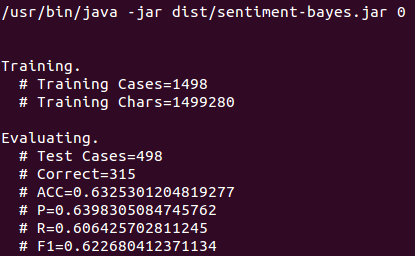 /usr/bin/java -jar dist/sentiment-bayes.jar 0
Training.
# Training Cases=1498
# Training Chars=1499280
Evaluating.
# Test Cases=498
# Correct=315
# ACC=0.6325301204819277
# P=0.6398305084745762
# R=0.606425702811245
# F1=0.622680412371134